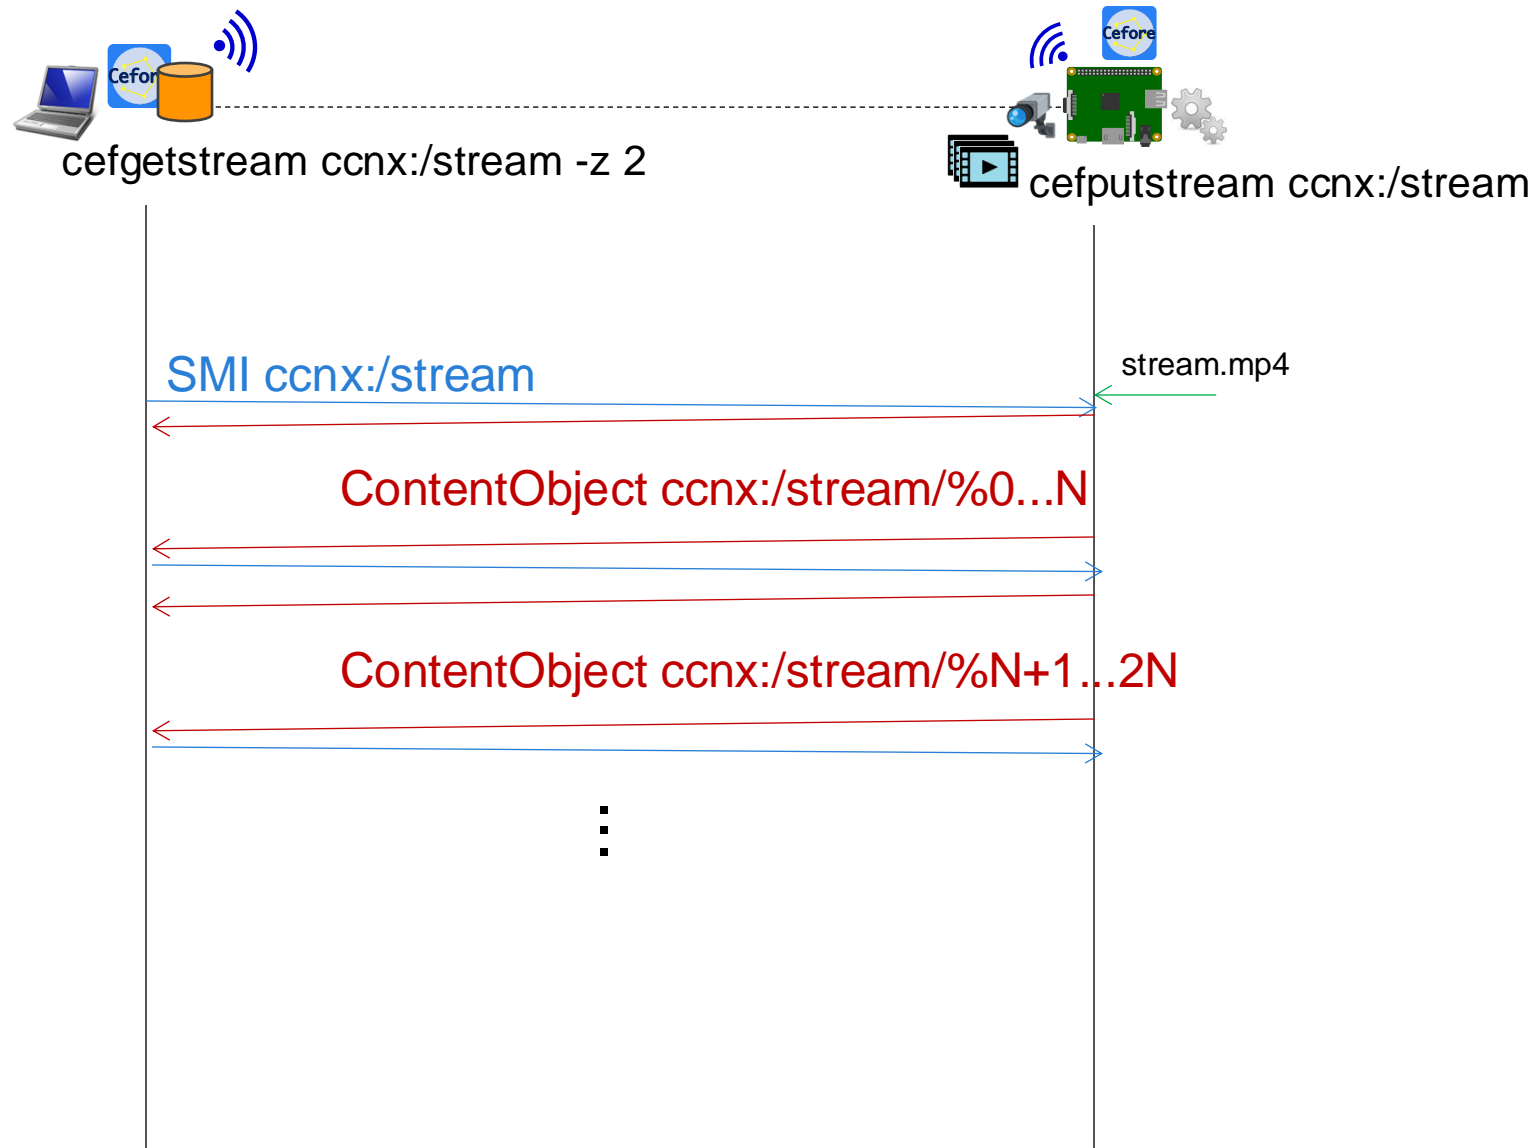 Cefore
Cefor
cefgetstream ccnx:/stream -z 2
cefputstream ccnx:/stream
stream.mp4
SMI ccnx:/stream
ContentObject ccnx:/stream/%0...N
ContentObject ccnx:/stream/%N+1...2N